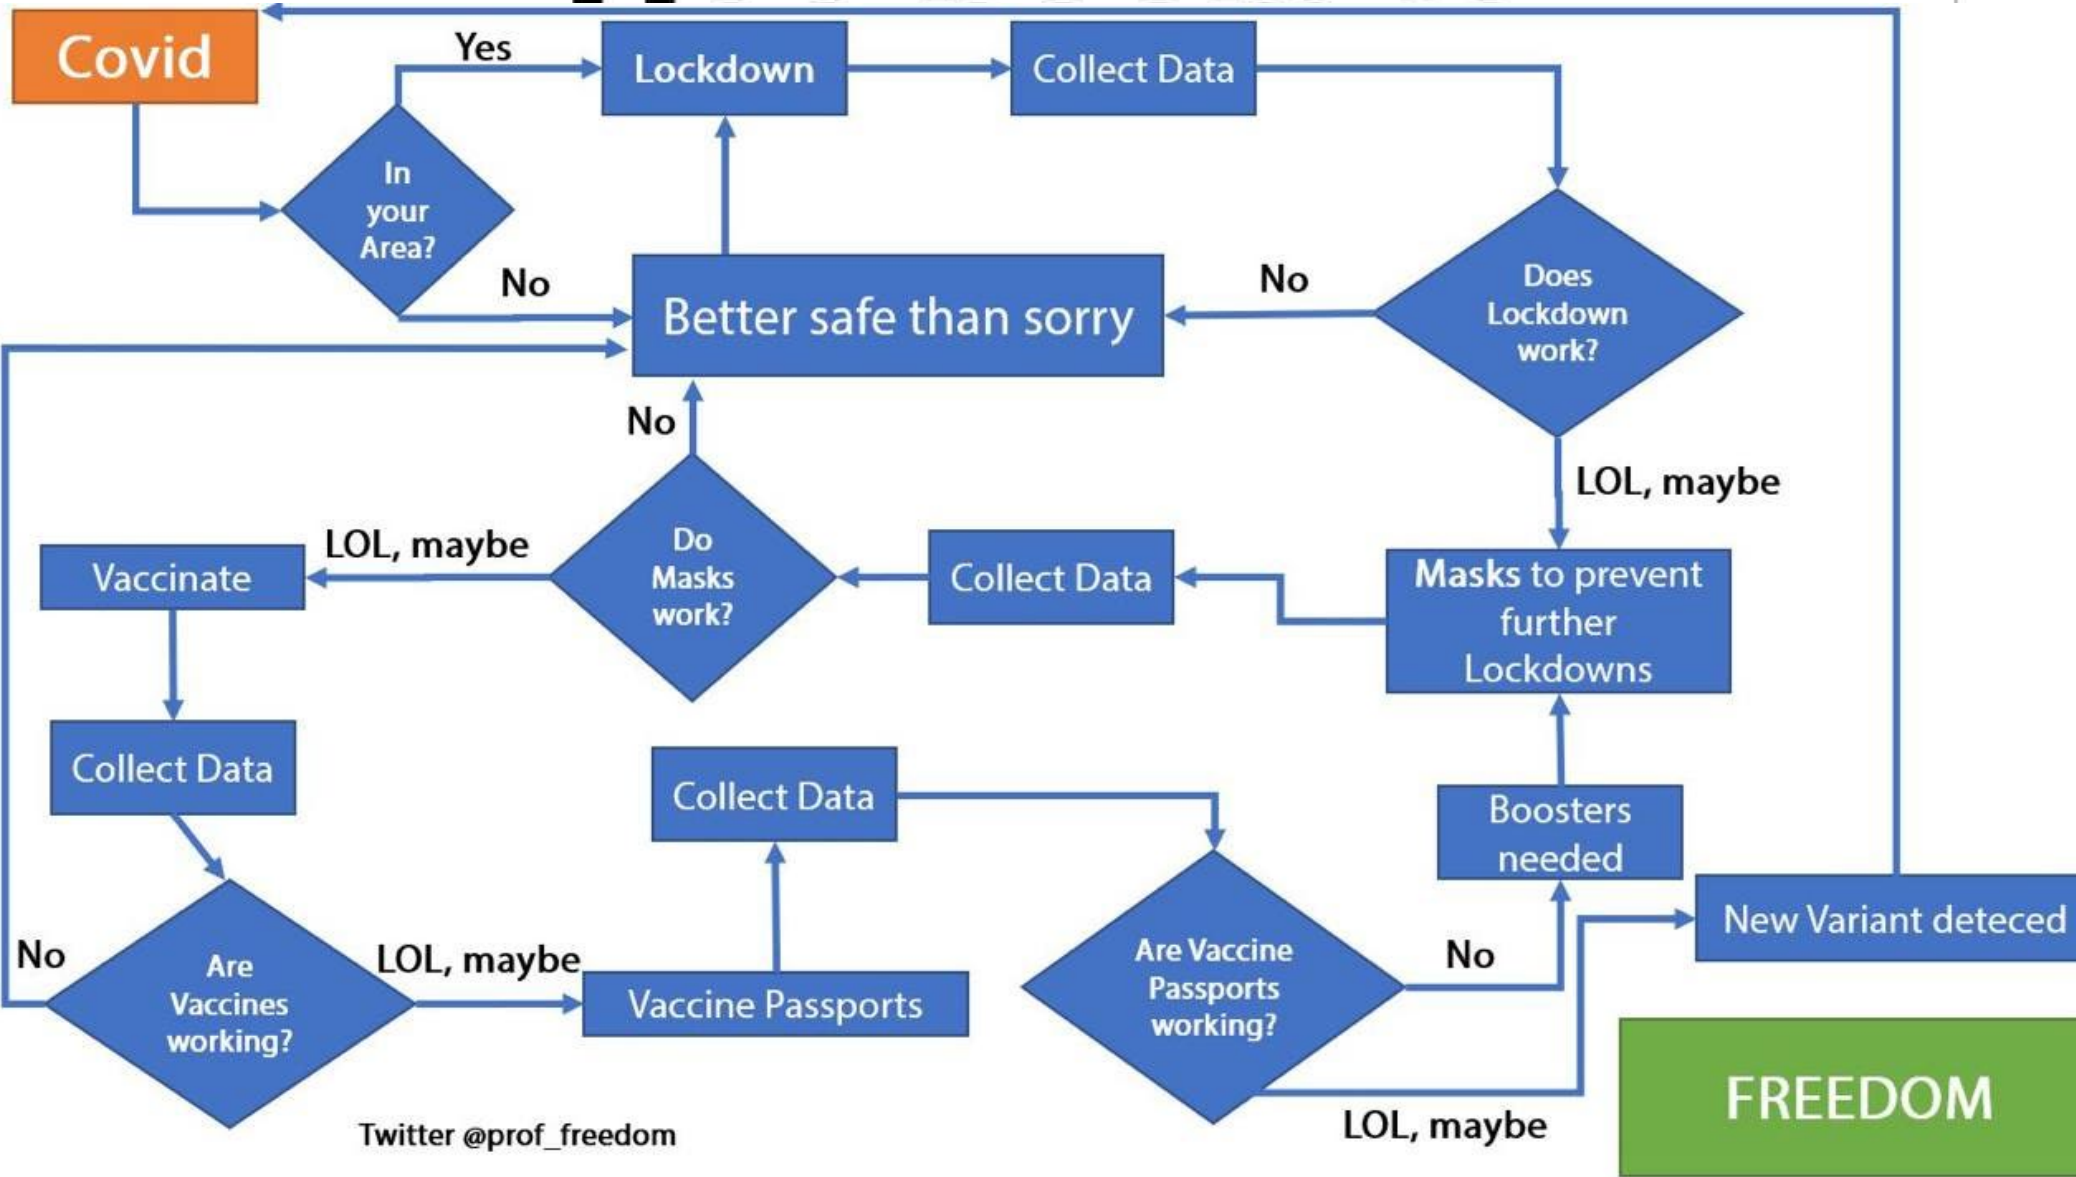 Covid
Yes
Lockdown
Collect Data
In
your
Area?
No
Better safe than sorry
No
Does
Lockdown
work?
No
LOL, maybe
Do
Masks
work?
LOL, maybe
Vaccinate
Collect Data
Masks to prevent
further
Lockdowns
Collect Data
Collect Data
Boosters
needed
New Variant deteced
No
Are
Vaccines
working?
LOL, maybe
Vaccine Passports
Are Vaccine
Passports
working?
No
LOL, maybe
FREEDOM
Twitter @prof_freedom